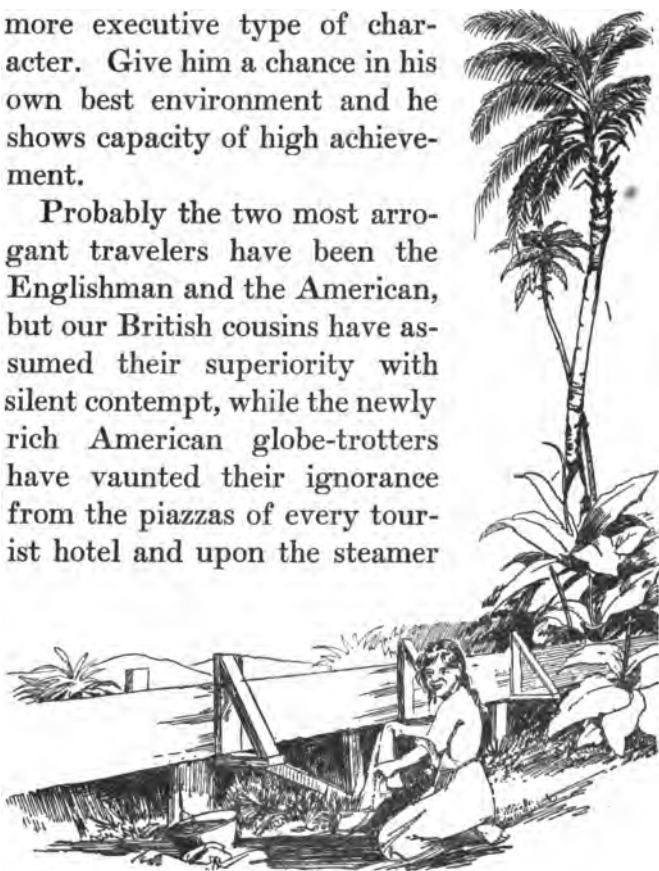 more executive type of char-
acter. Give him a chance in his
own best environment and he
shows capacity of high achieve-
ment.
Probably the two most arro-
gant travelers have been the
Englishman and the American,
but our British cousins have as-
sumed their superiority with
silent contempt, while the newly
rich American globe-trotters
have vaunted their ignorance
from the piazzas of every tour-
ist hotel and upon the steamer